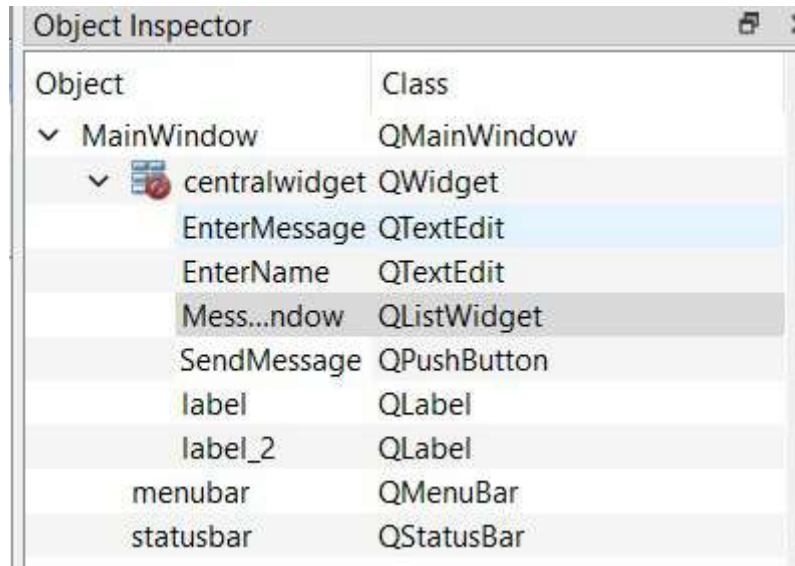 Object Inspector
Object Class
MainWindow QMainWindow
centralwidget QWidget
EnterMessage QTextEdit
EnterName QTextEdit
Mess...ndow QListWidget
SendMessage QPushButton
label QLabel
label_2 QLabel
menubar QMenuBar
statusbar QStatusBar